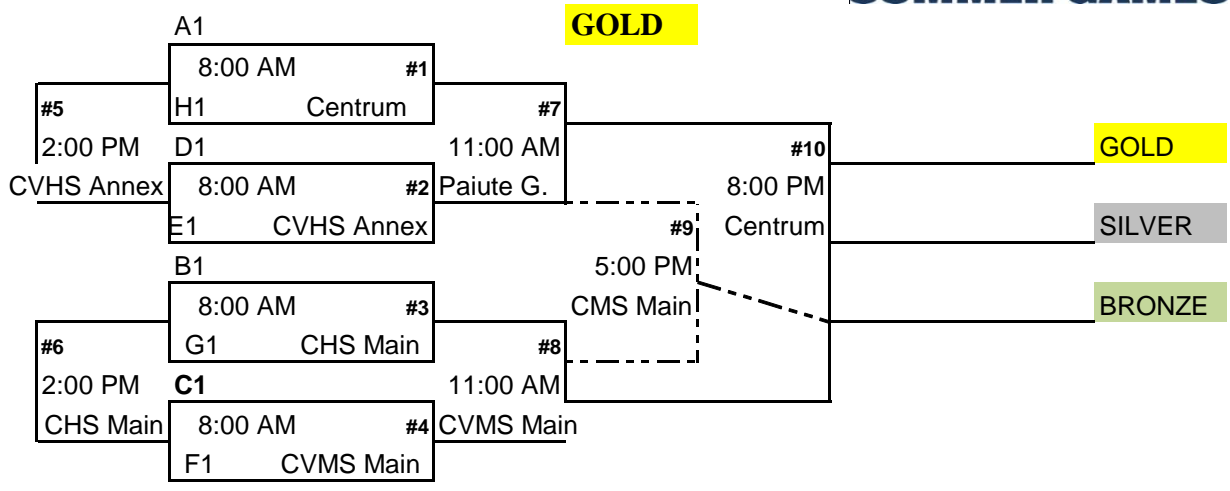 SUMMER GAMES
A1 GOLD
8:00 AM #1
#5 H1 Centrum #7
2:00 PM D1 11:00 AM #10 GOLD
CVHS Annex 8:00 AM #2 Paiute G. 8:00 PM
E1 CVHS Annex #9 Centrum SILVER
B1 5:00 PM
8:00 AM #3 CMS Main BRONZE
#6 G1 CHS Main #8
2:00 PM C1 11:00 AM
CHS Main 8:00 AM #4 CVMS Main
F1 CVMS Main